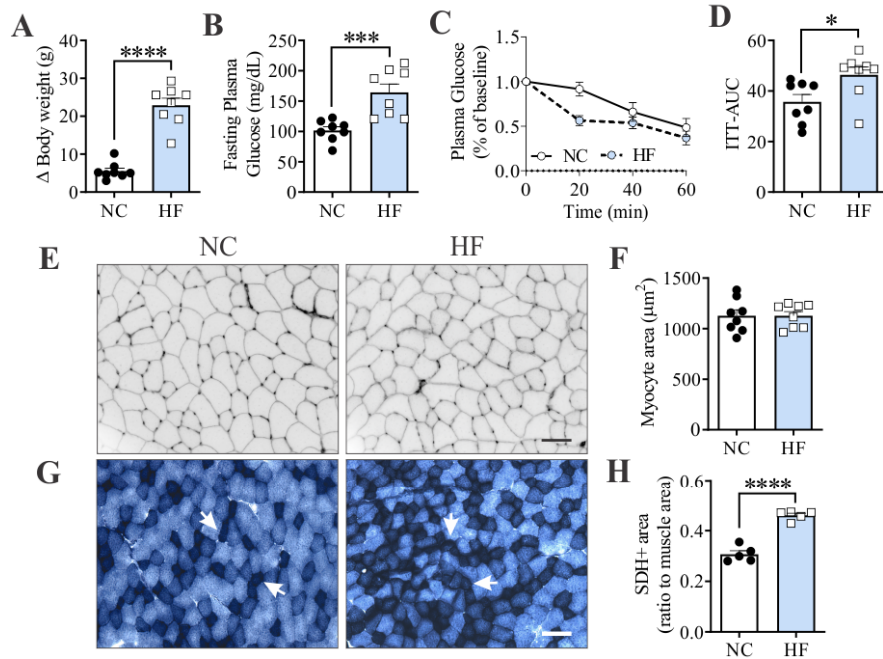 A
Δ Body weight (g)
40
30
20
10
0
****
NC
HF
B
Fasting Plasma
Glucose (mg/dL)
250
200
150
100
50
0
***
NC
HF
C
Plasma Glucose
(% of baseline)
1.5
1.0
0.5
1.5
NC
HF
0
20
40
60
Time (min)
D
ITT-AUC
60
40
20
0
*
NC
HF
NC
HF
E
F
Myocyte area (µm²)
1500
1000
500
0
NC
HF
G
H
SDH+ area
(ratio to muscle area)
0.6
0.4
0.2
0.0
****
NC
HF